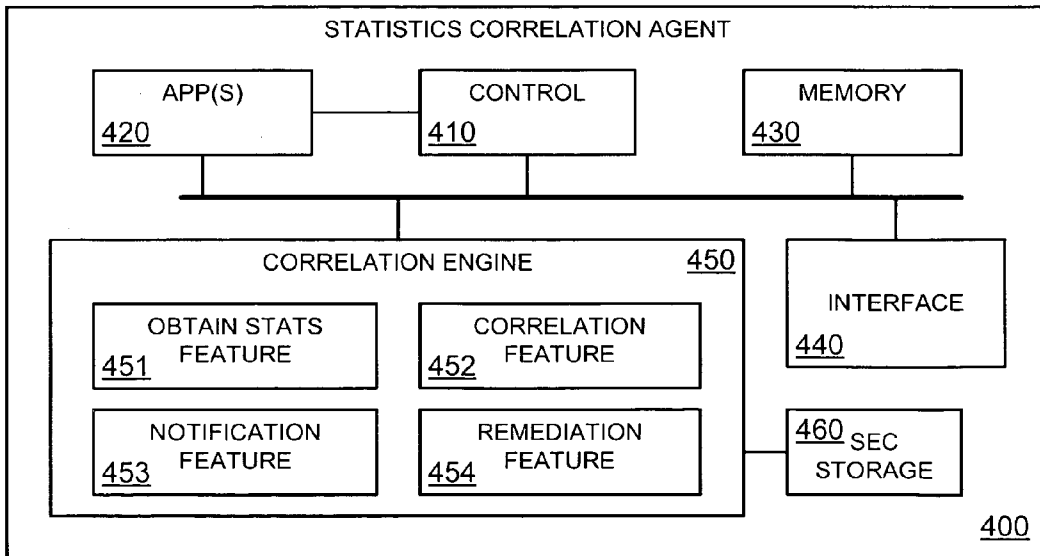 STATISTICS CORRELATION AGENT
APP(S)
420
CONTROL
410
MEMORY
430
CORRELATION ENGINE
450
OBTAIN STATS
FEATURE
451
CORRELATION
FEATURE
452
NOTIFICATION
FEATURE
453
REMEDIATION
FEATURE
454
INTERFACE
440
460
SEC
STORAGE
400